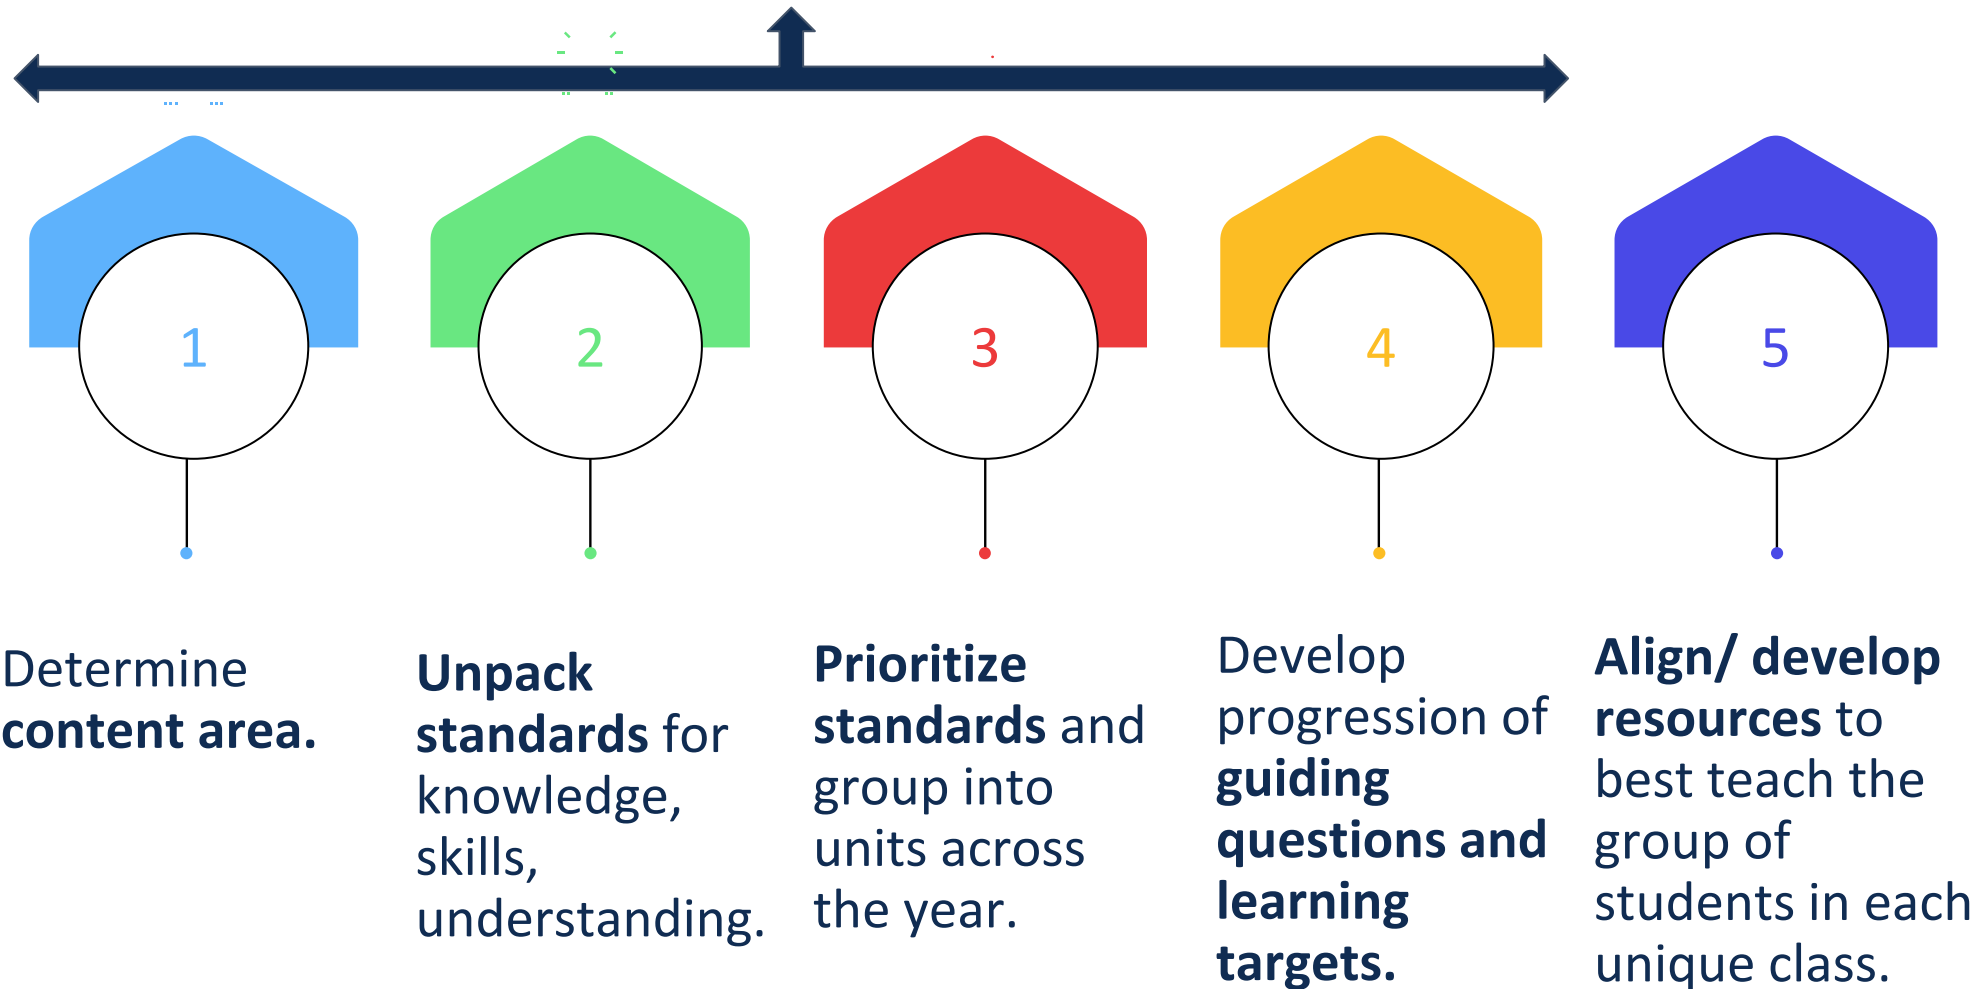 1
2
3
4
5
Determine
content area.
Unpack
standards for
knowledge,
skills,
understanding.
Prioritize
standards and
group into
units across
the year.
Develop
progression of
guiding
questions and
learning
targets.
Align/ develop
resources to
best teach the
group of
students in each
unique class.